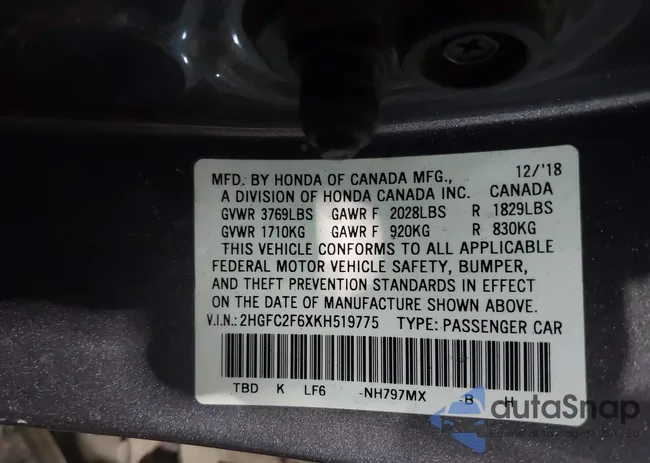 MFD. BY HONDA OF CANADA MFG., 12/'18
A DIVISION OF HONDA CANADA INC. CANADA
GVWR 3769LBS GAWR F 2028LBS R 1829LBS
GVWR 1710KG GAWR F 920KG R 830KG
THIS VEHICLE CONFORMS TO ALL APPLICABLE
FEDERAL MOTOR VEHICLE SAFETY, BUMPER,
AND THEFT PREVENTION STANDARDS IN EFFECT
ON THE DATE OF MANUFACTURE SHOWN ABOVE.
V.I.N.: 2HGFC2F6XKH519775 TYPE: PASSENGER CAR
TBD K LF6 -NH797MX -B H
autaSnap